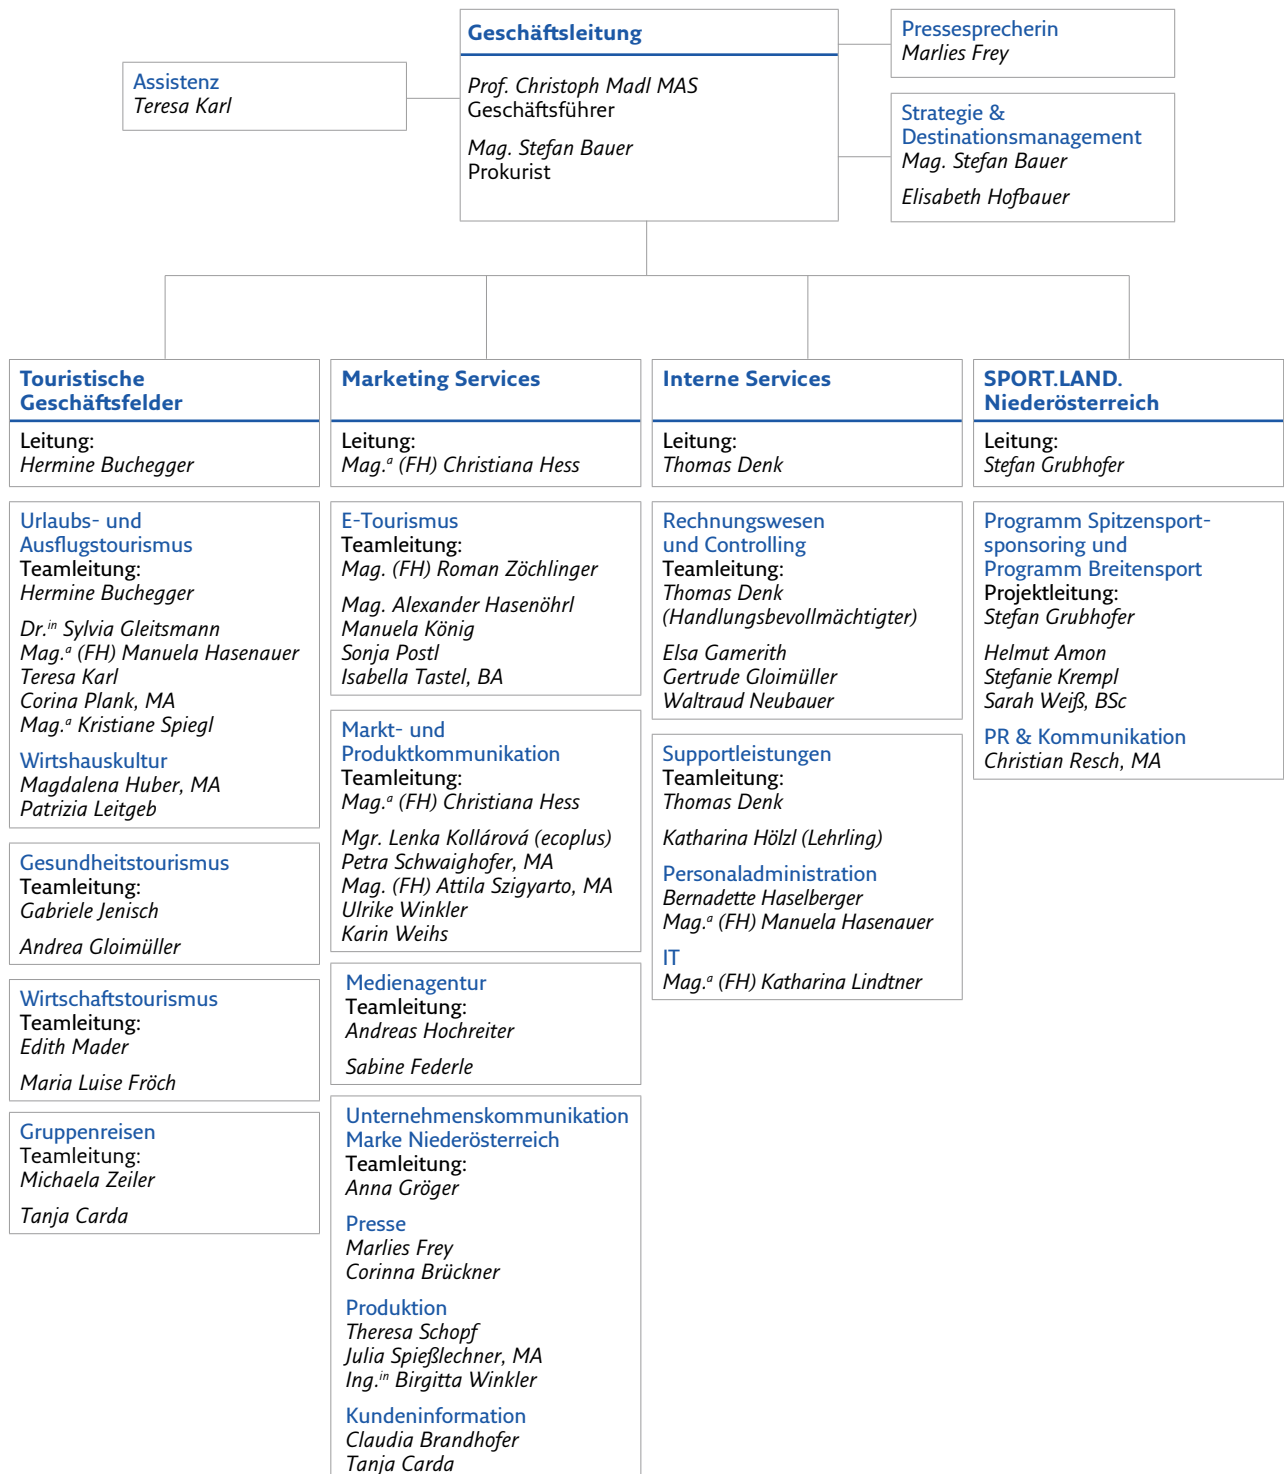 Geschäftsleitung
Prof. Christoph Madl MAS
Geschäftsführer
Mag. Stefan Bauer
Prokurist
Assistenz
Teresa Karl
Pressesprecherin
Marlies Frey
Strategie &
Destinationsmanagement
Mag. Stefan Bauer
Elisabeth Hofbauer
Touristische
Geschäftsfelder
Leitung:
Hermine Buchegger
Urlaubs- und
Ausflugstourismus
Teamleitung:
Hermine Buchegger
Dr.in Sylvia Gleitsmann
Mag.a (FH) Manuela Hasenauer
Teresa Karl
Corina Plank, MA
Mag.a Kristiane Spiegl
Wirtshauskultur
Magdalena Huber, MA
Patrizia Leitgeb
Gesundheitstourismus
Teamleitung:
Gabriele Jenisch
Andrea Gloimüller
Wirtschaftstourismus
Teamleitung:
Edith Mader
Maria Luise Fröch
Gruppenreisen
Teamleitung:
Michaela Zeiler
Tanja Carda
Marketing Services
Leitung:
Mag.a (FH) Christiana Hess
E-Tourismus
Teamleitung:
Mag. (FH) Roman Zöchlinger
Mag. Alexander Hasenöhrl
Manuela König
Sonja Postl
Isabella Tastel, BA
Markt- und
Produktkommunikation
Teamleitung:
Mag.a (FH) Christiana Hess
Mgr. Lenka Kollárová (ecoplus)
Petra Schwaighofer, MA
Mag. (FH) Attila Szigyarto, MA
Ulrike Winkler
Karin Weihs
Medienagentur
Teamleitung:
Andreas Hochreiter
Sabine Federle
Unternehmenskommunikation
Marke Niederösterreich
Teamleitung:
Anna Gröger
Presse
Marlies Frey
Corinna Brückner
Produktion
Theresa Schopf
Julia Spießlechner, MA
Ing.in Birgitta Winkler
Kundeninformation
Claudia Brandhofer
Tanja Carda
Interne Services
Leitung:
Thomas Denk
Rechnungswesen
und Controlling
Teamleitung:
Thomas Denk
(Handlungsbevollmächtigter)
Elsa Gamerith
Gertrude Gloimüller
Waltraud Neubauer
Supportleistungen
Teamleitung:
Thomas Denk
Katharina Hölzl (Lehrling)
Personaladministration
Bernadette Haselberger
Mag.a (FH) Manuela Hasenauer
IT
Mag.a (FH) Katharina Lindtner
SPORT.LAND.
Niederösterreich
Leitung:
Stefan Grubhofer
Programm Spitzensport-
sponsoring und
Programm Breitensport
Projektleitung:
Stefan Grubhofer
Helmut Amon
Stefanie Krempl
Sarah Weiß, BSc
PR & Kommunikation
Christian Resch, MA